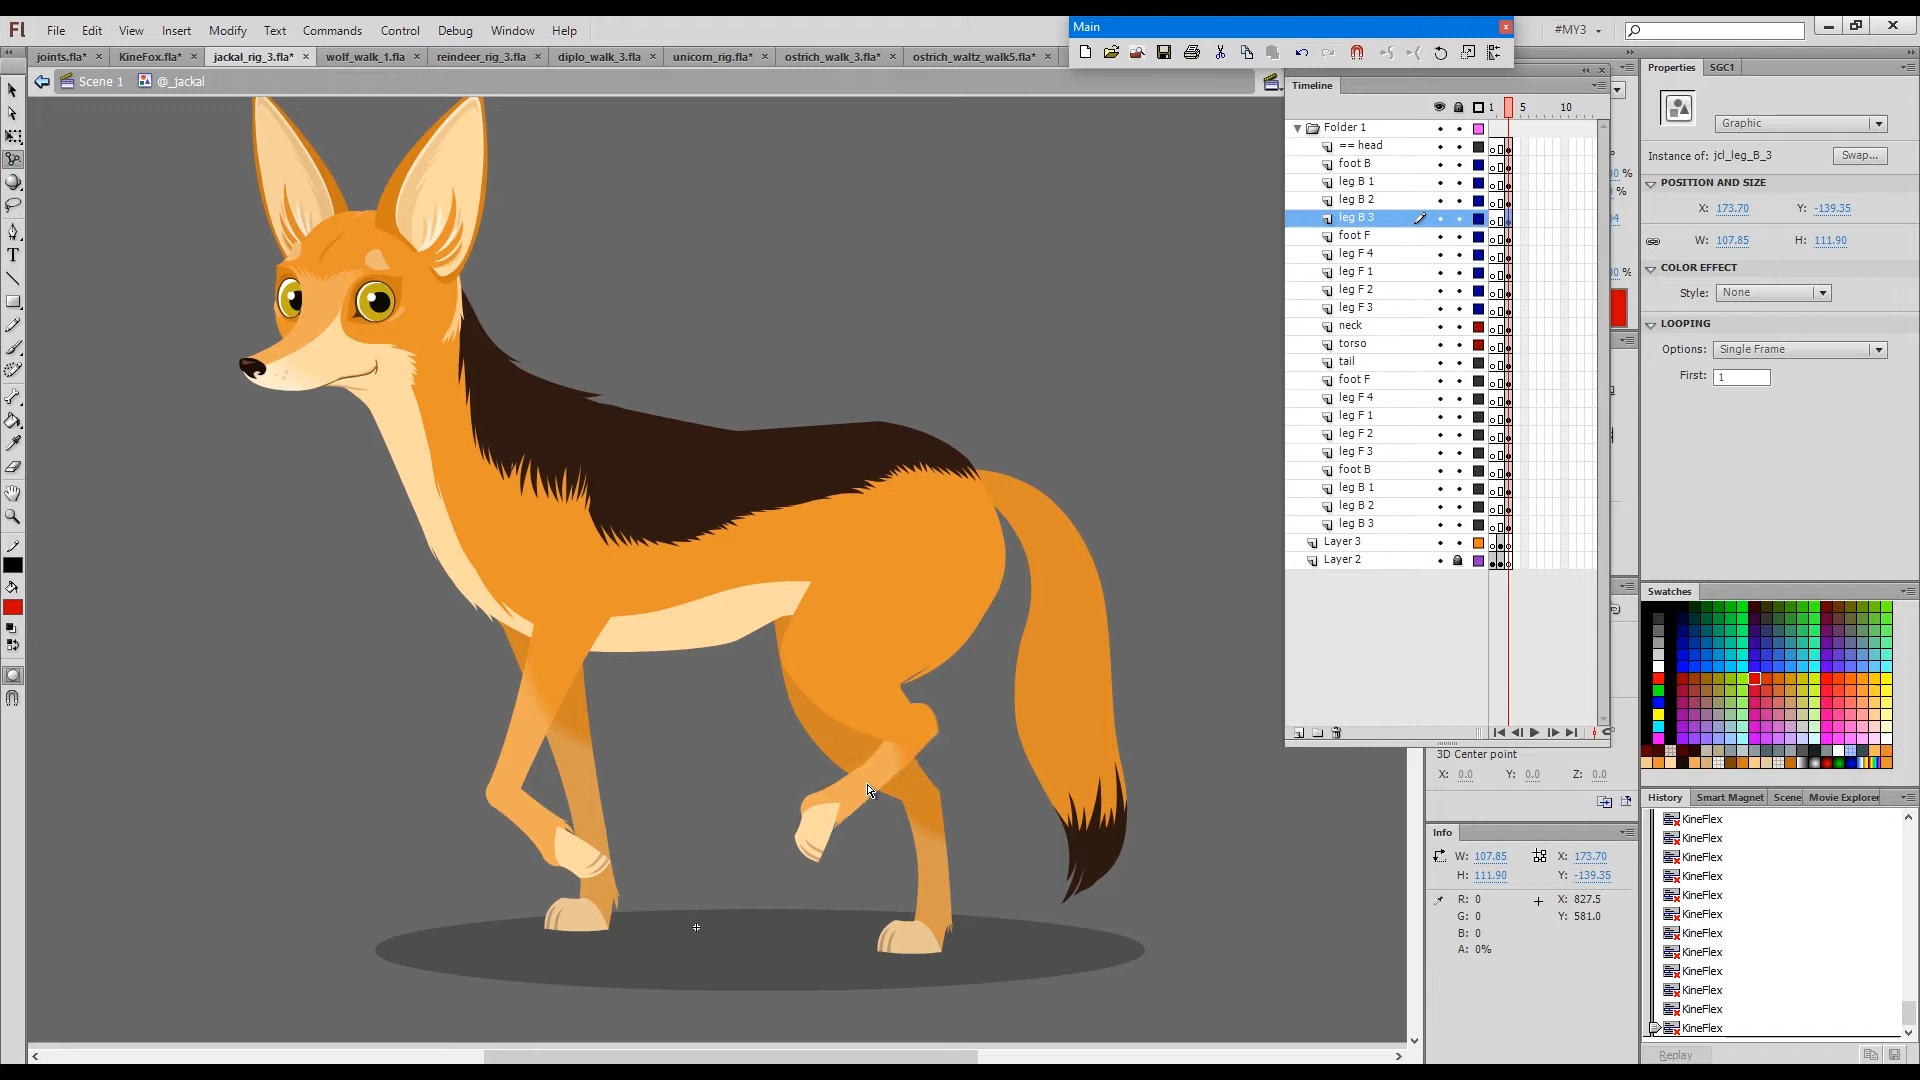 Main
Fl File Edit View Insert Modify Text Commands Control Debug Window Help
#MY3
joints.fla* KineFox.fla* jackal_rig_3.fla* wolf_walk_1.fla reindeer_rig_3.fla diplo_walk_3.fla unicorn_rig.fla* ostrich_walk_3.fla* ostrich_waltz_walk5.fla*
Scene 1 @_jackal
Timeline
1 5 10
Folder 1
== head
foot B
leg B 1
leg B 2
leg B 3
foot F
leg F 4
leg F 1
leg F 2
leg F 3
neck
torso
tail
foot F
leg F 4
leg F 1
leg F 2
leg F 3
foot B
leg B 1
leg B 2
leg B 3
Layer 3
Layer 2
Properties SGC1
Graphic
Instance of: jcl_leg_B_3 Swap...
POSITION AND SIZE
X: 173.70 Y: -139.35
W: 107.85 H: 111.90
COLOR EFFECT
Style: None
LOOPING
Options: Single Frame
First: 1
Swatches
3D Center point
X: 0.0 Y: 0.0 Z: 0.0
Info
W: 107.85 X: 173.70
H: 111.90 Y: -139.35
R: 0 X: 827.5
G: 0 Y: 581.0
B: 0
A: 0%
History Smart Magnet Scene Movie Explorer
KineFlex
KineFlex
KineFlex
KineFlex
KineFlex
KineFlex
KineFlex
KineFlex
KineFlex
KineFlex
KineFlex
KineFlex
Replay